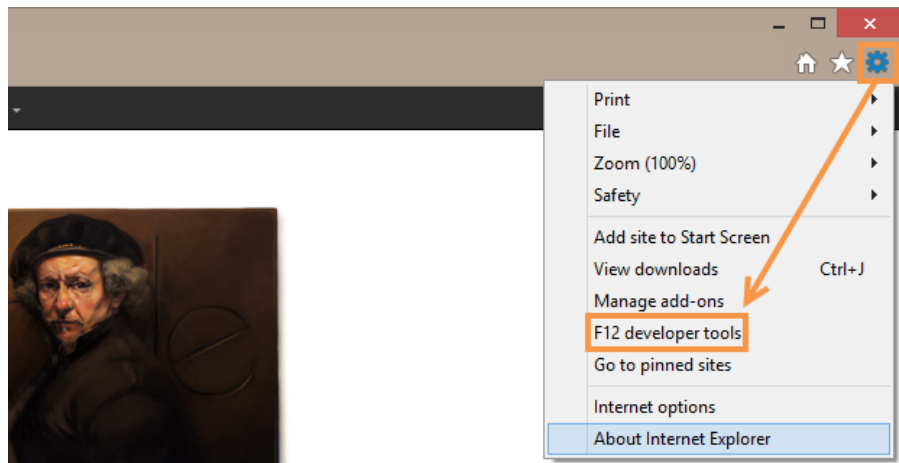 Print
File
Zoom (100%)
Safety
Add site to Start Screen
View downloads Ctrl+J
Manage add-ons
F12 developer tools
Go to pinned sites
Internet options
About Internet Explorer
le